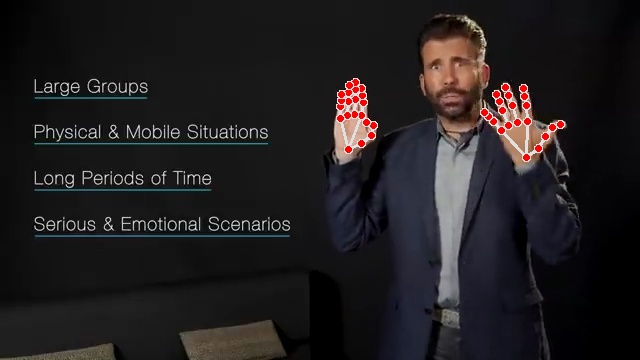 Large Groups
Physical & Mobile Situations
Long Periods of Time
Serious & Emotional Scenarios